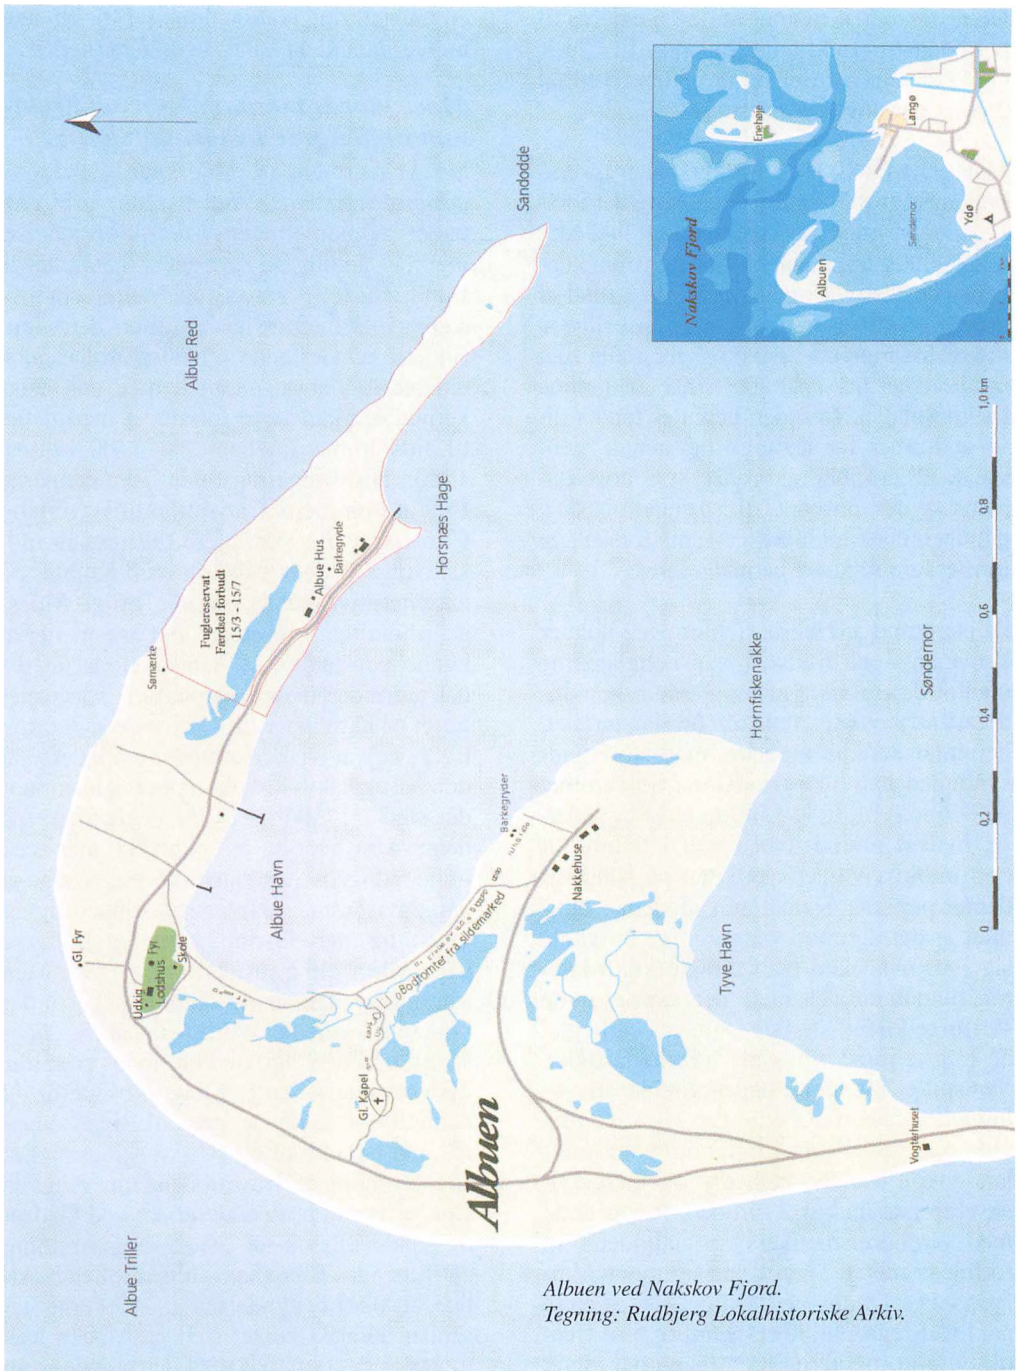 Sandodde
Albue Red
Nakskov Fjord
Enehøje
Langø
Albuen
Søndernor
Ydø
Fuglereservat
Færdsel forbudt
15/3 - 15/7
Sømærke
Albue Hus
Barkegryde
Horsnæs Hage
Hornfiskenakke
Søndernor
0
0,2
0,4
0,6
0,8
1,0 km
Gl. Fyr
Udkig
Lodshus
Fyr
Skole
Albue Havn
Barkegryder
Nakkehuse
Bodtomter fra sildemarked
Gl. Kapel
Tyve Havn
Albuen
Vogterhuset
Albue Triller
Albuen ved Nakskov Fjord.
Tegning: Rudbjerg Lokalhistoriske Arkiv.